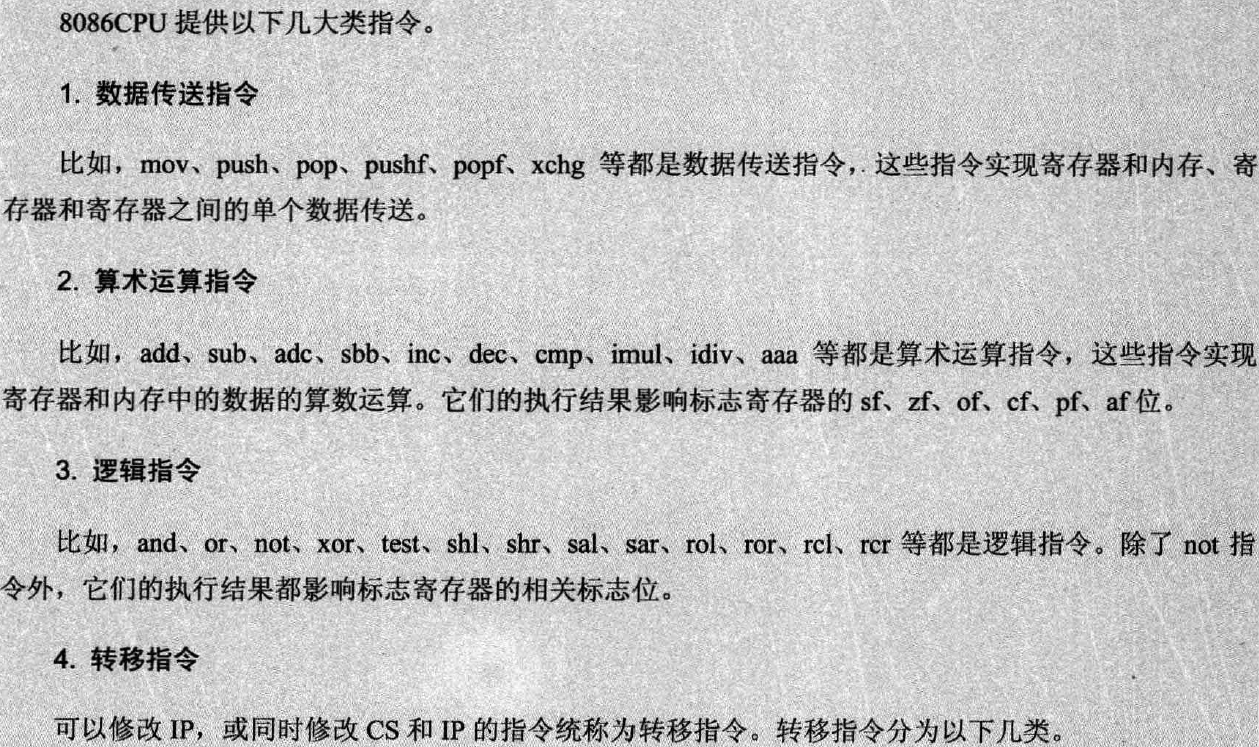 8086CPU 提供以下几大类指令。
1. 数据传送指令
比如，mov、push、pop、pushf、popf、xchg 等都是数据传送指令，这些指令实现寄存器和内存、寄
存器和寄存器之间的单个数据传送。
2. 算术运算指令
比如，add、sub、adc、sbb、inc、dec、cmp、imul、idiv、aaa 等都是算术运算指令，这些指令实现
寄存器和内存中的数据的算数运算。它们的执行结果影响标志寄存器的 sf、zf、of、cf、pf、af 位。
3. 逻辑指令
比如，and、or、not、xor、test、shl、shr、sal、sar、rol、ror、rcl、rcr 等都是逻辑指令。除了 not 指
令外，它们的执行结果都影响标志寄存器的相关标志位。
4. 转移指令
可以修改 IP，或同时修改 CS 和 IP 的指令统称为转移指令。转移指令分为以下几类。